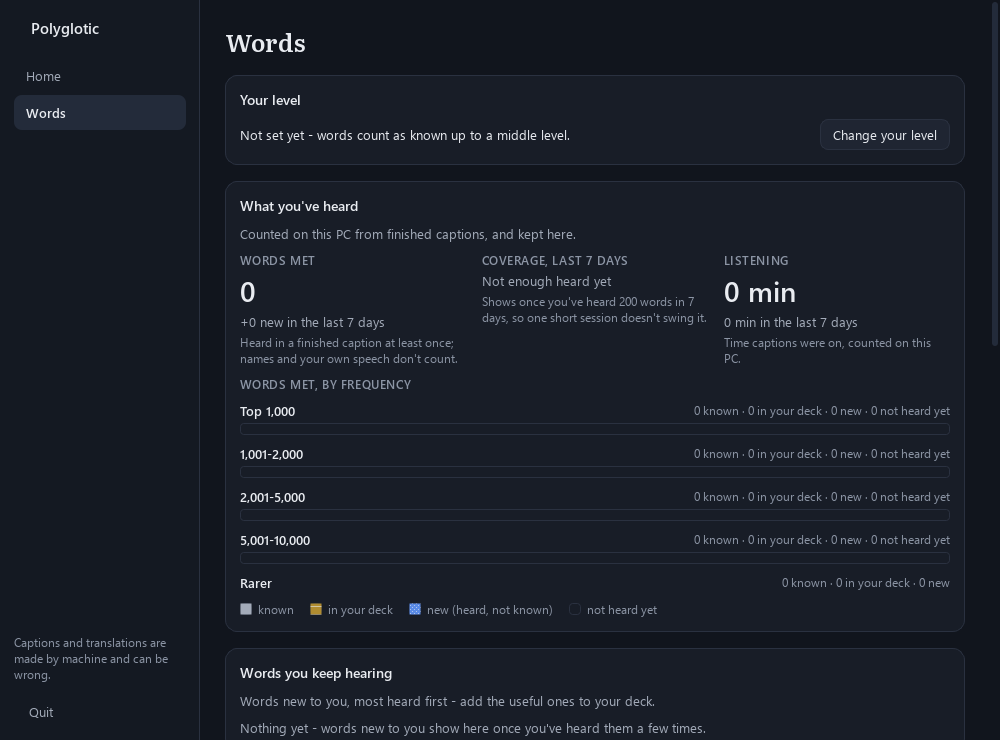 Polyglotic
Home
Words
Captions and translations are
made by machine and can be
wrong.
Quit
Words
Your level
Not set yet - words count as known up to a middle level.
Change your level
What you've heard
Counted on this PC from finished captions, and kept here.
WORDS MET
0
+0 new in the last 7 days
Heard in a finished caption at least once;
names and your own speech don't count.
COVERAGE, LAST 7 DAYS
Not enough heard yet
Shows once you've heard 200 words in 7
days, so one short session doesn't swing it.
LISTENING
0 min
0 min in the last 7 days
Time captions were on, counted on this
PC.
WORDS MET, BY FREQUENCY
Top 1,000
0 known · 0 in your deck · 0 new · 0 not heard yet
1,001-2,000
0 known · 0 in your deck · 0 new · 0 not heard yet
2,001-5,000
0 known · 0 in your deck · 0 new · 0 not heard yet
5,001-10,000
0 known · 0 in your deck · 0 new · 0 not heard yet
Rarer
0 known · 0 in your deck · 0 new
known
in your deck
new (heard, not known)
not heard yet
Words you keep hearing
Words new to you, most heard first - add the useful ones to your deck.
Nothing yet - words new to you show here once you've heard them a few times.